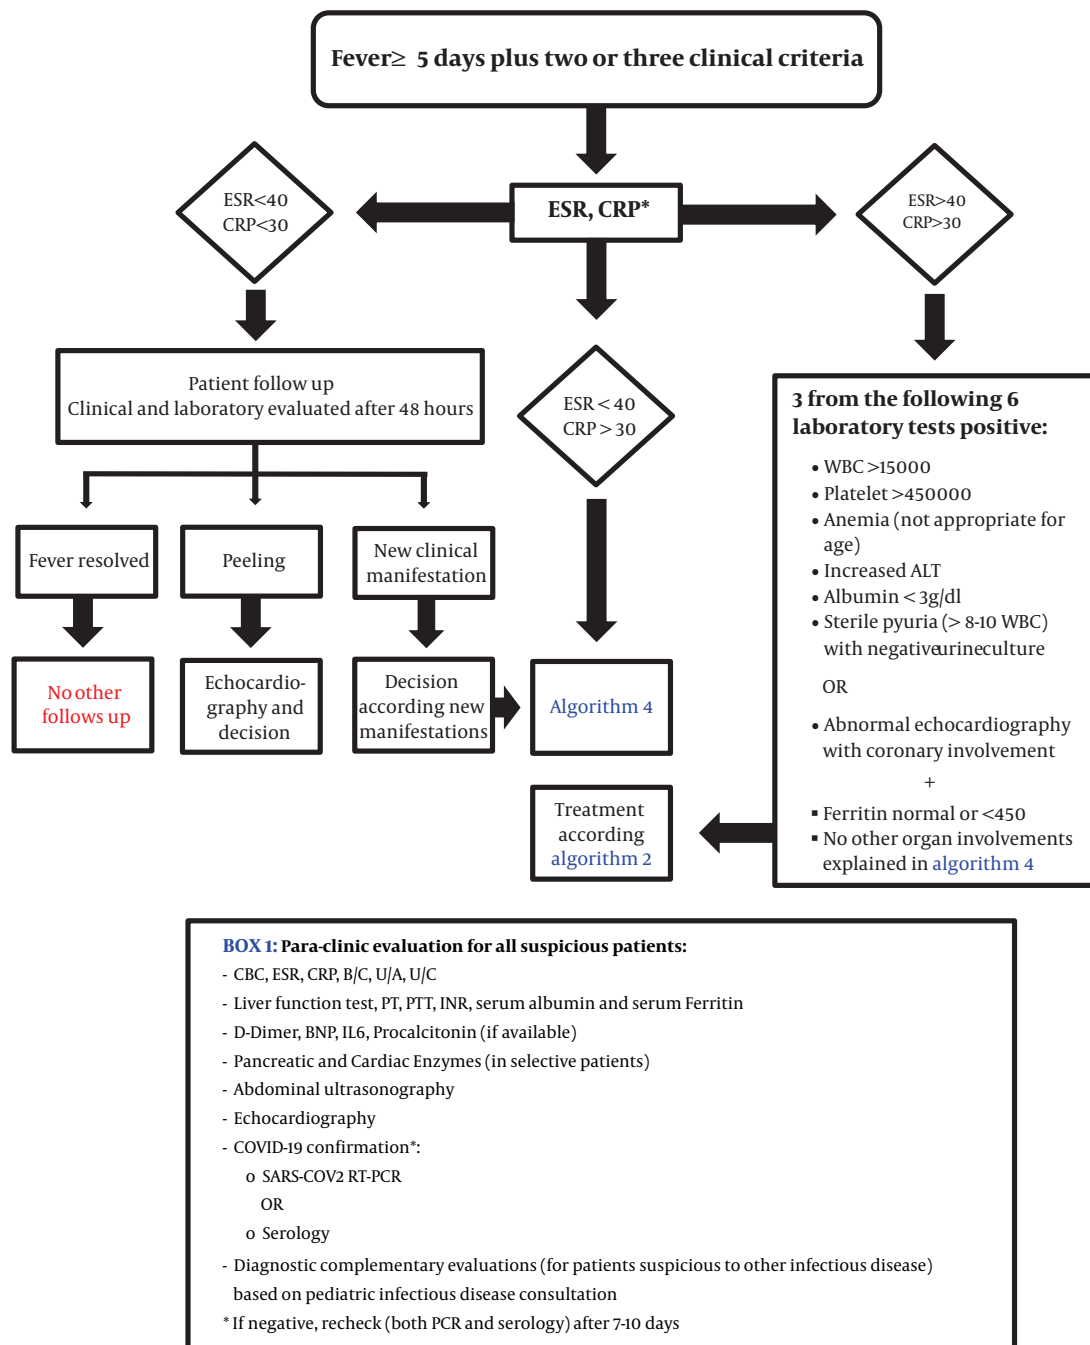 Fever≥ 5 days plus two or three clinical criteria
ESR<40
CRP<30
ESR, CRP*
ESR>40
CRP>30
Patient follow up
Clinical and laboratory evaluated after 48 hours
ESR < 40
CRP > 30
3 from the following 6
laboratory tests positive:
• WBC >15000
• Platelet >450000
• Anemia (not appropriate for
age)
• Increased ALT
• Albumin < 3g/dl
• Sterile pyuria (> 8-10 WBC)
with negativeurineculture
OR
• Abnormal echocardiography
with coronary involvement
+
▪ Ferritin normal or <450
▪ No other organ involvements
explained in algorithm 4
Fever resolved
Peeling
New clinical
manifestation
No other
follows up
Echocardio-
graphy and
decision
Decision
according new
manifestations
Algorithm 4
Treatment
according
algorithm 2
BOX 1: Para-clinic evaluation for all suspicious patients:
- CBC, ESR, CRP, B/C, U/A, U/C
- Liver function test, PT, PTT, INR, serum albumin and serum Ferritin
- D-Dimer, BNP, IL6, Procalcitonin (if available)
- Pancreatic and Cardiac Enzymes (in selective patients)
- Abdominal ultrasonography
- Echocardiography
- COVID-19 confirmation*:
o SARS-COV2 RT-PCR
OR
o Serology
- Diagnostic complementary evaluations (for patients suspicious to other infectious disease)
based on pediatric infectious disease consultation
* If negative, recheck (both PCR and serology) after 7-10 days